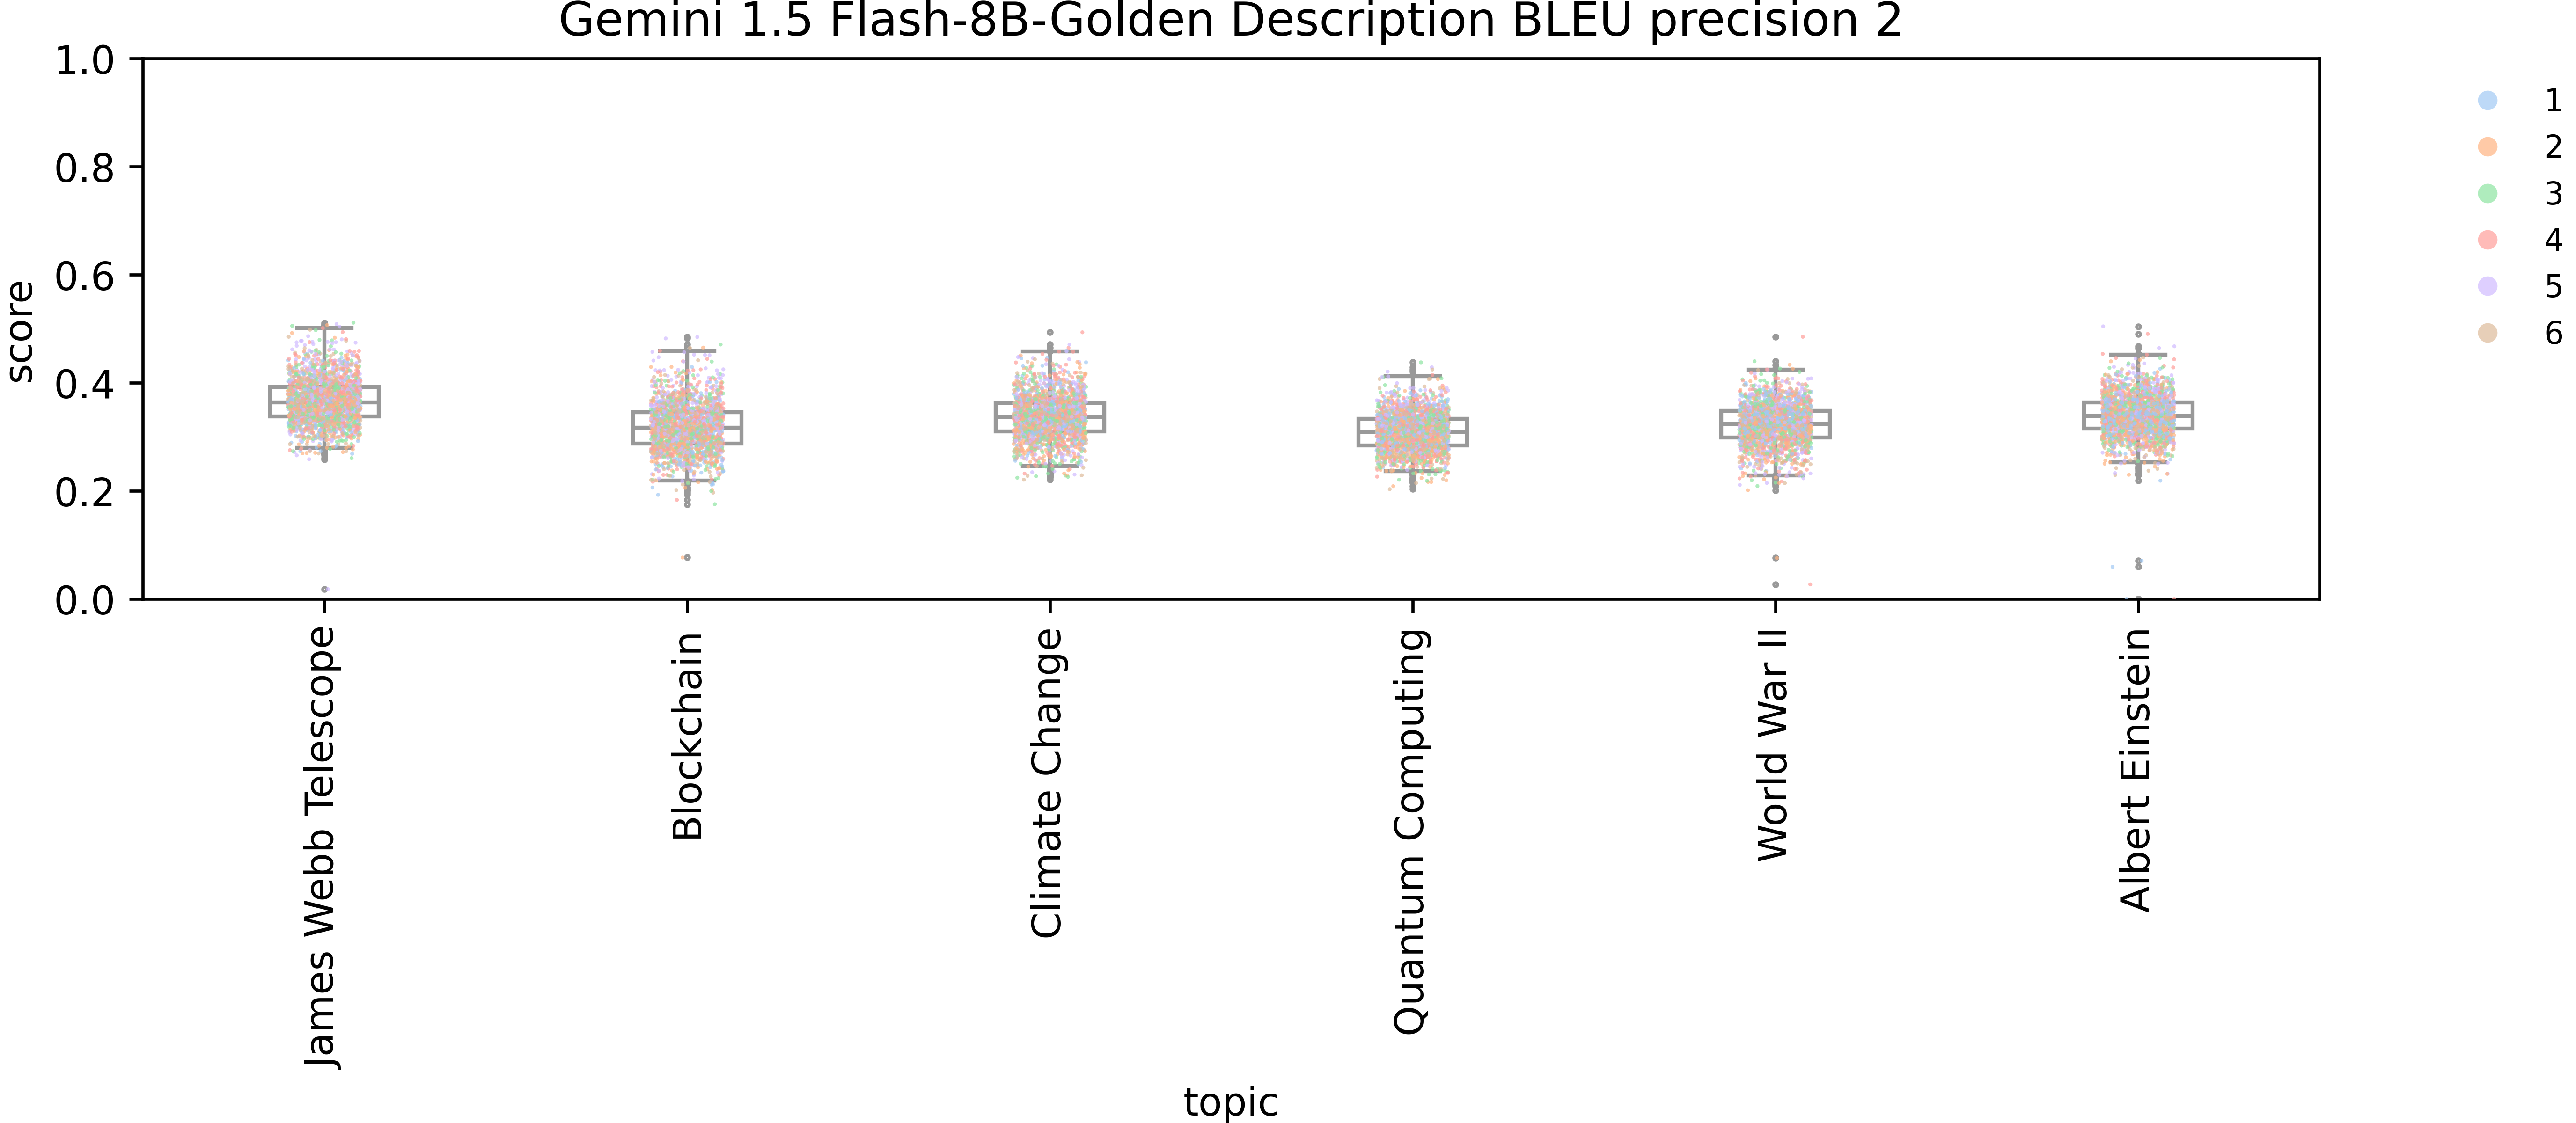 Gemini 1.5 Flash-8B-Golden Description BLEU precision 2
1.0
0.8
0.6
0.4
0.2
0.0
score
1
2
3
4
5
6
James Webb Telescope
Blockchain
Climate Change
Quantum Computing
World War II
Albert Einstein
topic